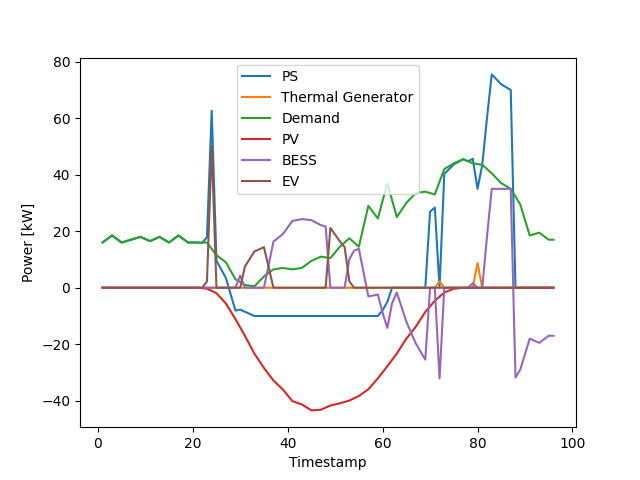 80
60
40
20
0
−20
−40
Power [kW]
PS
Thermal Generator
Demand
PV
BESS
EV
0
20
40
60
80
100
Timestamp